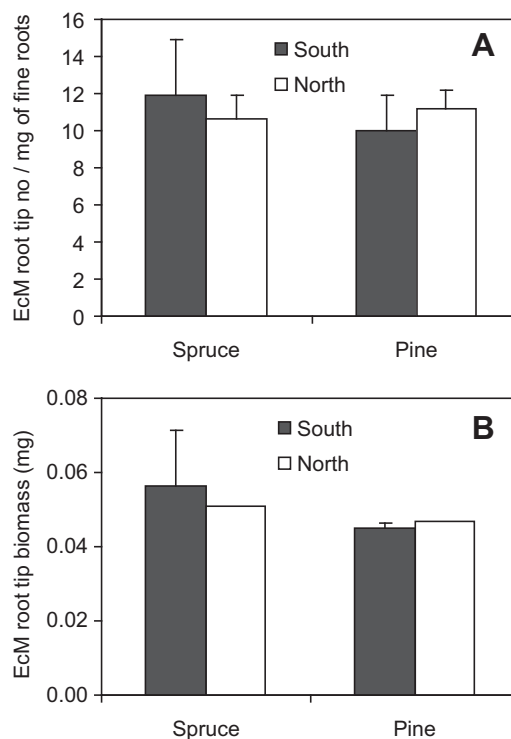 16
14
12
10
8
6
4
2
0
EcM root tip no / mg of fine roots
South
North
A
Spruce Pine
0.08
0.06
0.04
0.02
0.00
EcM root tip biomass (mg)
South
North
B
Spruce Pine